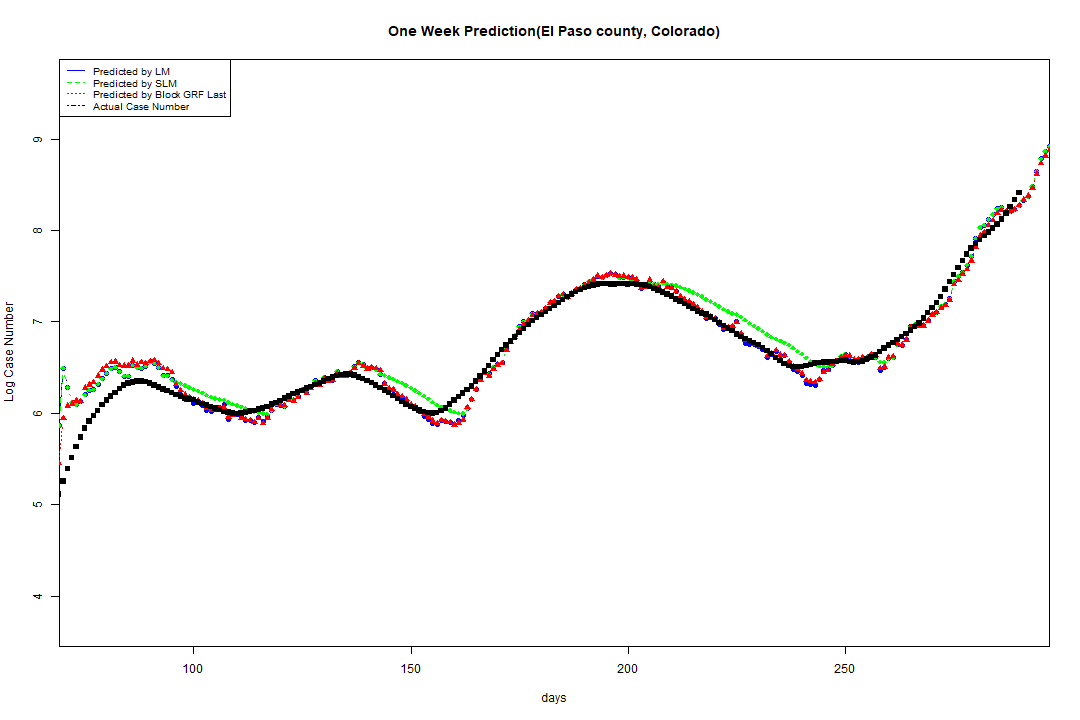 One Week Prediction(El Paso county, Colorado)
Predicted by LM
Predicted by SLM
Predicted by Block GRF Last
Actual Case Number
9
8
7
6
5
4
Log Case Number
100 150 200 250
days